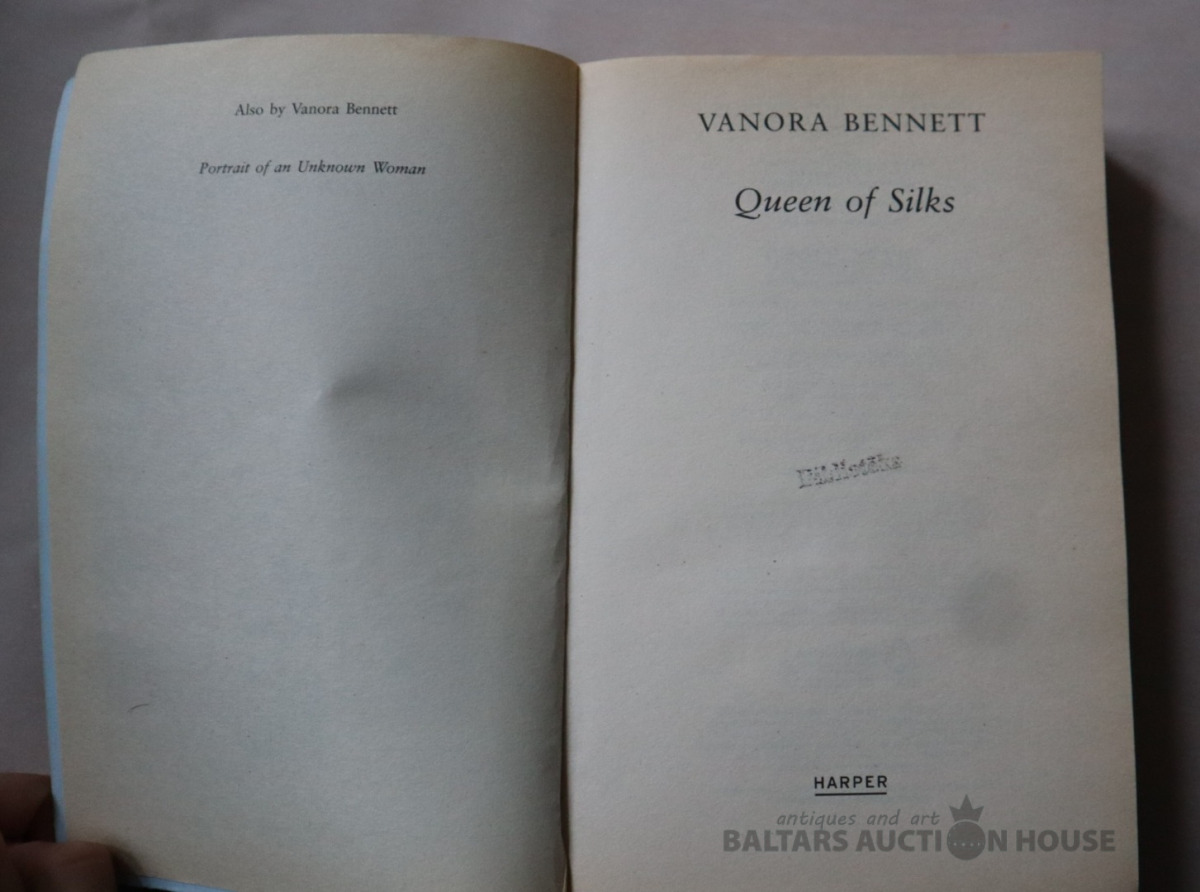 Also by Vanora Bennett
Portrait of an Unknown Woman
VANORA BENNETT
Queen of Silks
HARPER
antiques and art
BALTARS AUCTION HOUSE